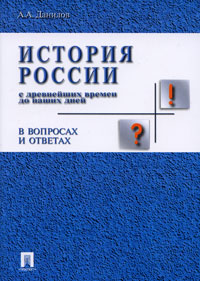 А.А. Данилов
ИСТОРИЯ
РОССИИ
с древнейших времен
до наших дней
!
?
В ВОПРОСАХ
И ОТВЕТАХ